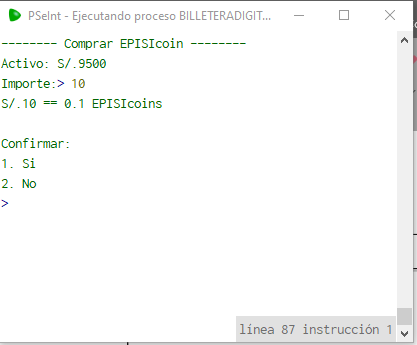 PSeInt - Ejecutando proceso BILLETERADIGIT...
-------- Comprar EPISIcoin --------
Activo: S/.9500
Importe:> 10
S/.10 == 0.1 EPISIcoins
Confirmar:
1. Si
2. No
>
línea 87 instrucción 1